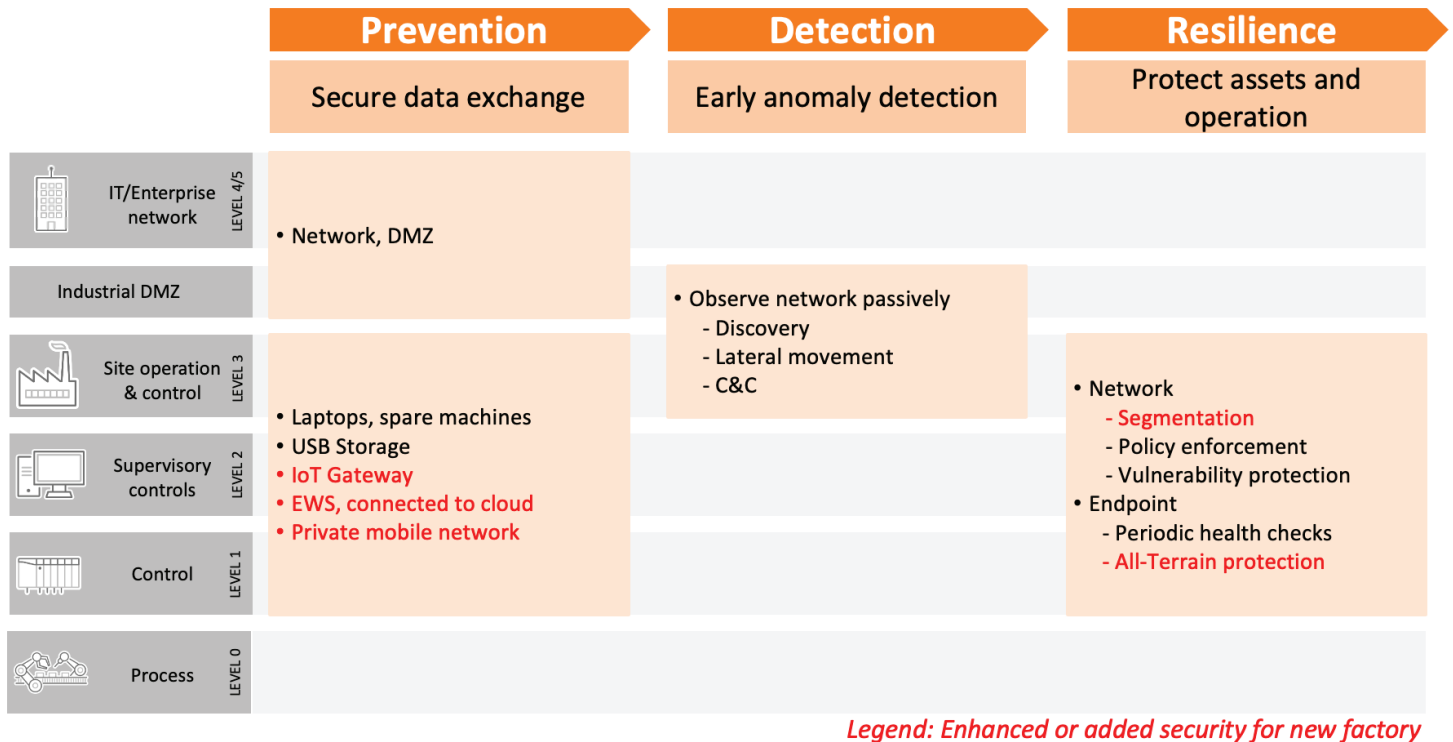 Prevention
Detection
Resilience
Secure data exchange
Early anomaly detection
Protect assets and
operation
IT/Enterprise
network
LEVEL 4/5
• Network, DMZ
Industrial DMZ
• Observe network passively
- Discovery
- Lateral movement
- C&C
Site operation
& control
LEVEL 3
Supervisory
controls
LEVEL 2
Control
LEVEL 1
• Laptops, spare machines
• USB Storage
• IoT Gateway
• EWS, connected to cloud
• Private mobile network
• Network
- Segmentation
- Policy enforcement
- Vulnerability protection
• Endpoint
- Periodic health checks
- All-Terrain protection
Process
LEVEL 0
Legend: Enhanced or added security for new factory